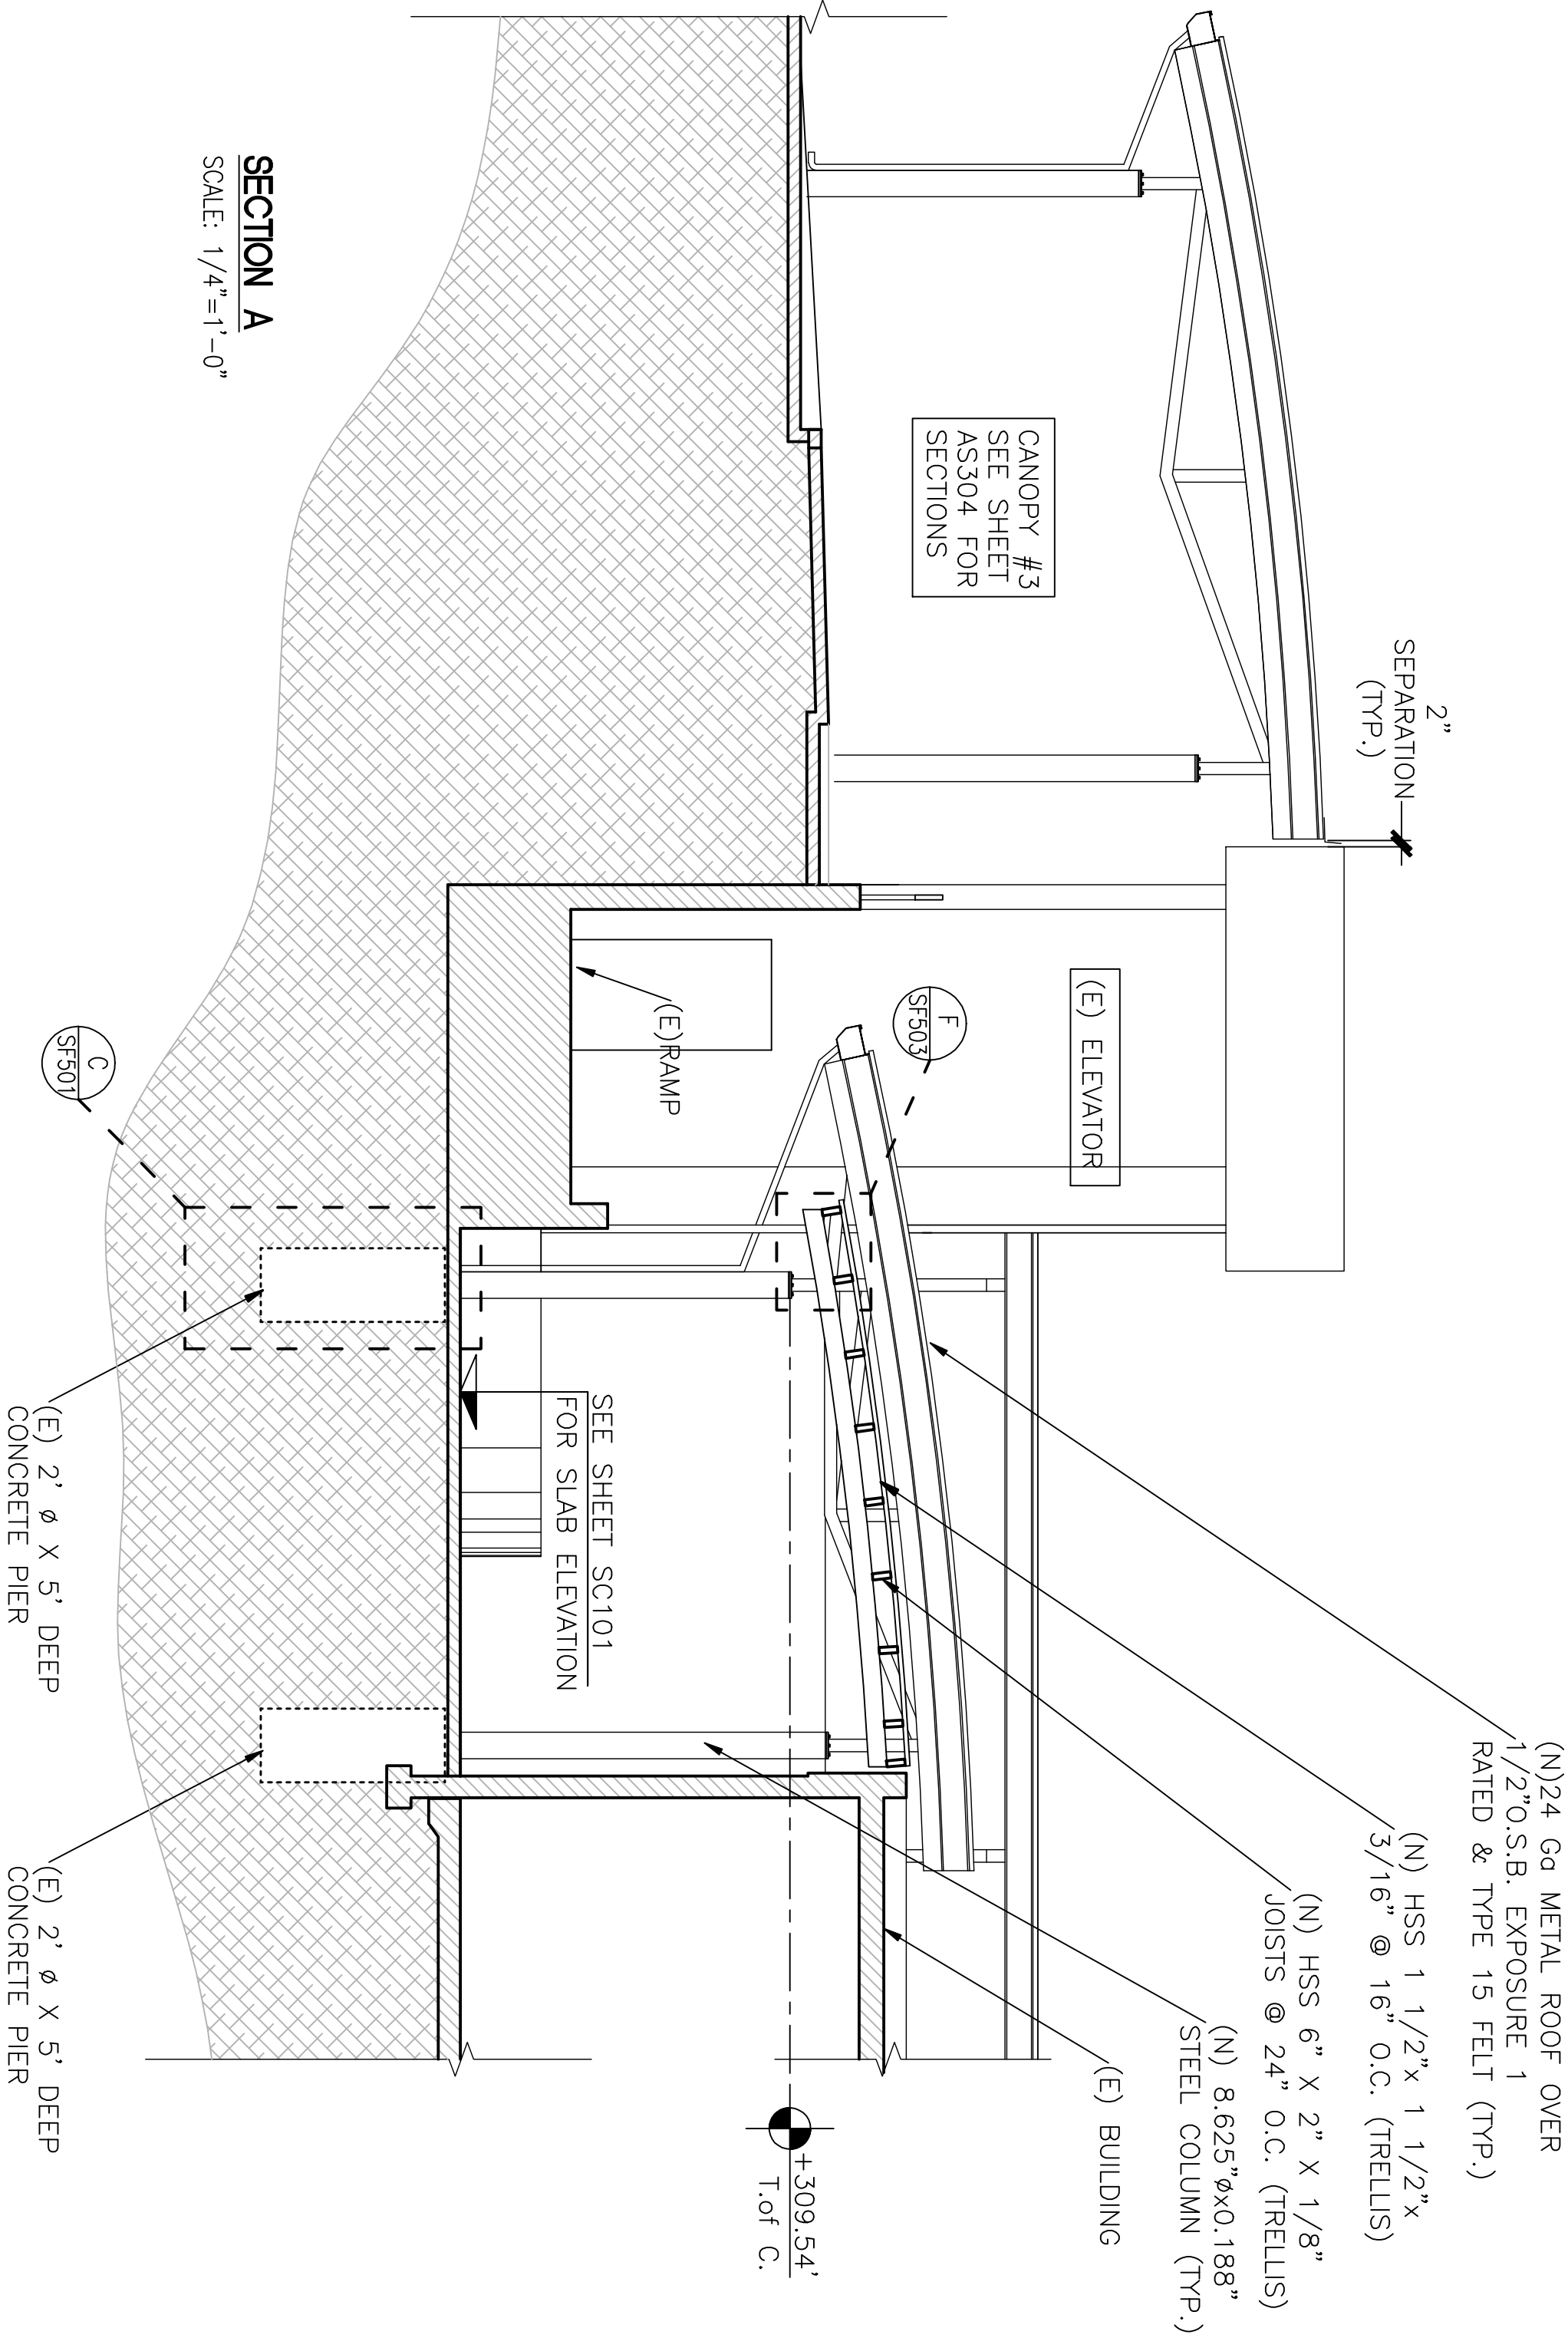 (N)24 Ga METAL ROOF OVER
1/2"O.S.B. EXPOSURE 1
RATED & TYPE 15 FELT (TYP.)
(N) HSS 1 1/2"x 1 1/2"x
3/16" @ 16" O.C. (TRELLIS)
(N) HSS 6" X 2" X 1/8"
JOISTS @ 24" O.C. (TRELLIS)
(N) 8.625"øx0.188"
STEEL COLUMN (TYP.)
(E) BUILDING
2"
SEPARATION
(TYP.)
CANOPY #3
SEE SHEET
AS304 FOR
SECTIONS
(E) ELEVATOR
F
SF503
(E)RAMP
+309.54'
T.of C.
SEE SHEET SC101
FOR SLAB ELEVATION
C
SF501
(E) 2' ø X 5' DEEP
CONCRETE PIER
(E) 2' ø X 5' DEEP
CONCRETE PIER
SECTION A
SCALE: 1/4"=1'-0"